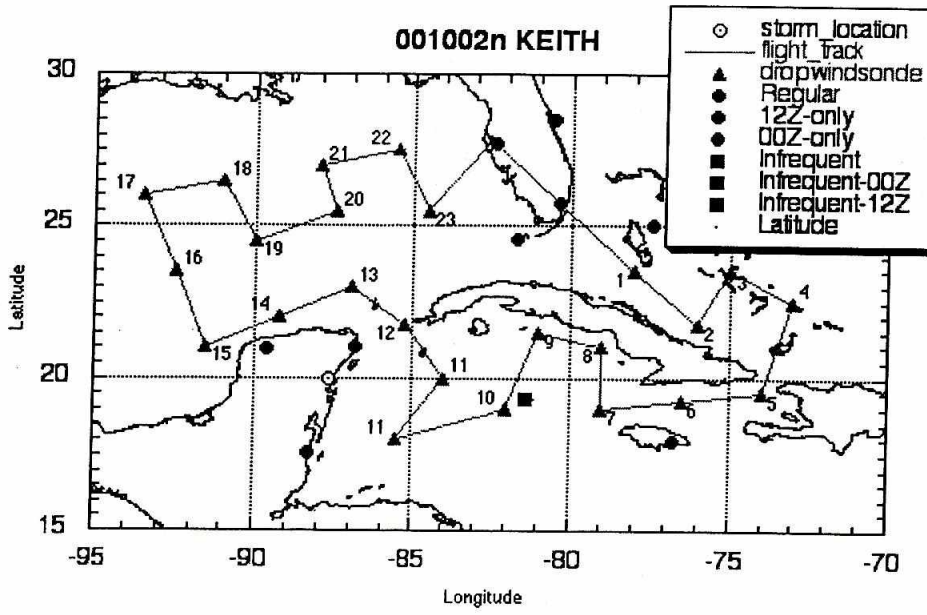 001002n KEITH
storm_location
flight_track
dropwindsonde
Regular
12Z-only
00Z-only
Infrequent
Infrequent-00Z
Infrequent-12Z
Latitude
30
25
20
15
Latitude
-95
-90
-85
-80
-75
-70
Longitude
1
2
3
4
5
6
7
8
9
10
11
11
12
13
14
15
16
17
18
19
20
21
22
23